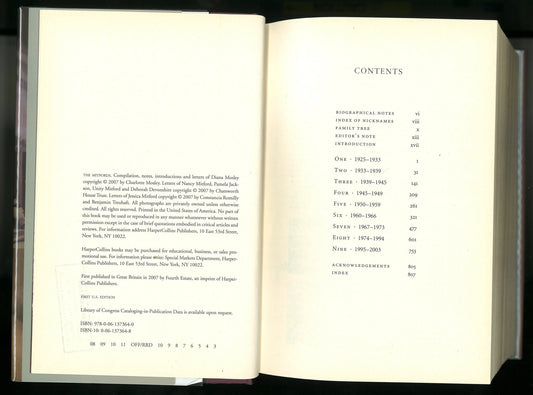 THE MITFORDS. Compilation, notes, introductions and letters of Diana Mosley
copyright © 2007 by Charlotte Mosley. Letters of Nancy Mitford, Pamela Jack-
son, Unity Mitford and Deborah Devonshire copyright © 2007 by Chatsworth
House Trust. Letters of Jessica Mitford copyright © 2007 by Constancia Romilly
and Benjamin Treuhaft. All photographs are privately owned unless otherwise
credited. All rights reserved. Printed in the United States of America. No part of
this book may be used or reproduced in any manner whatsoever without written
permission except in the case of brief quotations embodied in critical articles and
reviews. For information address HarperCollins Publishers, 10 East 53rd Street,
New York, NY 10022.
HarperCollins books may be purchased for educational, business, or sales pro-
motional use. For information please write: Special Markets Department, Harper-
Collins Publishers, 10 East 53rd Street, New York, NY 10022.
First published in Great Britain in 2007 by Fourth Estate, an imprint of Harper-
Collins Publishers.
FIRST U.S. EDITION
Library of Congress Cataloging-in-Publication Data is available upon request.
ISBN: 978-0-06-137364-0
ISBN-10: 0-06-137364-8
08 09 10 11 OFF/RRD 10 9 8 7 6 5 4 3
CONTENTS
BIOGRAPHICAL NOTES vi
INDEX OF NICKNAMES viii
FAMILY TREE x
EDITOR'S NOTE xiii
INTRODUCTION xvii
ONE · 1925–1933 1
TWO · 1933–1939 31
THREE · 1939–1945 141
FOUR · 1945–1949 209
FIVE · 1950–1959 261
SIX · 1960–1966 321
SEVEN · 1967–1973 477
EIGHT · 1974–1994 601
NINE · 1995–2003 753
ACKNOWLEDGEMENTS 805
INDEX 807